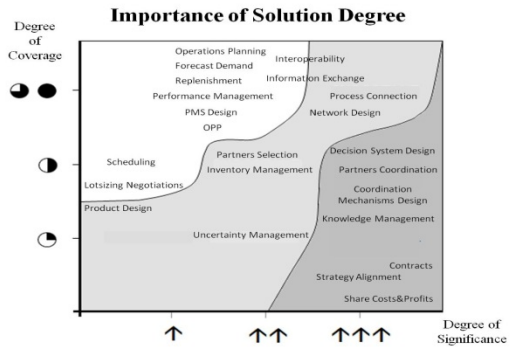 Importance of Solution Degree
Degree
of
Coverage
Operations Planning
Interoperability
Forecast Demand
Replenishment
Information Exchange
Performance Management
Process Connection
PMS Design
Network Design
OPP
Decision System Design
Partners Selection
Scheduling
Inventory Management
Partners Coordination
Lotsizing Negotiations
Coordination
Mechanisms Design
Product Design
Knowledge Management
Uncertainty Management
Contracts
Strategy Alignment
Share Costs&Profits
Degree of
Significance